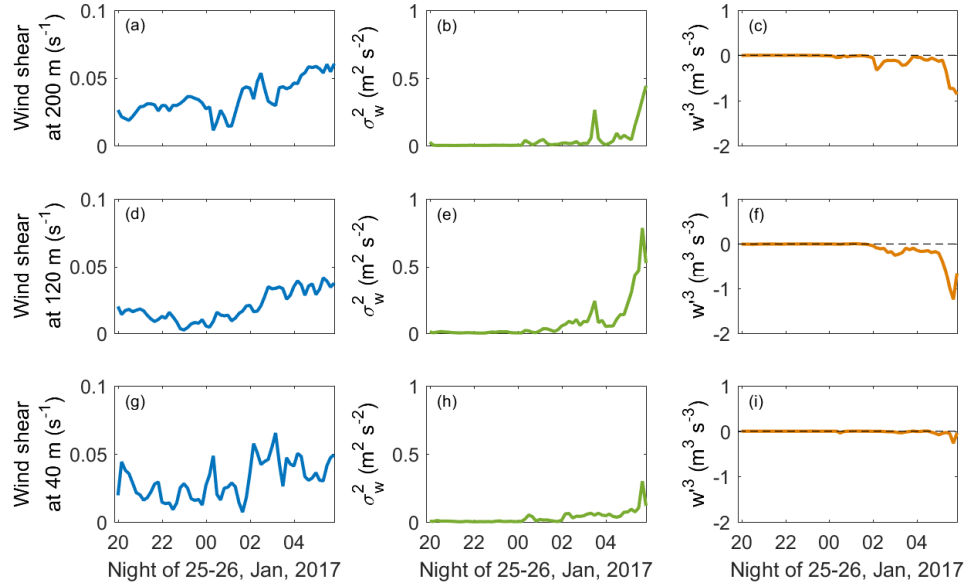 (a)
Wind shear
at 200 m (s-1)
0.1
0.05
0
(b)
σw2 (m2 s-2)
1
0.5
0
(c)
w'3 (m3 s-3)
1
0
-1
-2
(d)
Wind shear
at 120 m (s-1)
0.1
0.05
0
(e)
σw2 (m2 s-2)
1
0.5
0
(f)
w'3 (m3 s-3)
1
0
-1
-2
(g)
Wind shear
at 40 m (s-1)
0.1
0.05
0
20 22 00 02 04
Night of 25-26, Jan, 2017
(h)
σw2 (m2 s-2)
1
0.5
0
20 22 00 02 04
Night of 25-26, Jan, 2017
(i)
w'3 (m3 s-3)
1
0
-1
-2
20 22 00 02 04
Night of 25-26, Jan, 2017